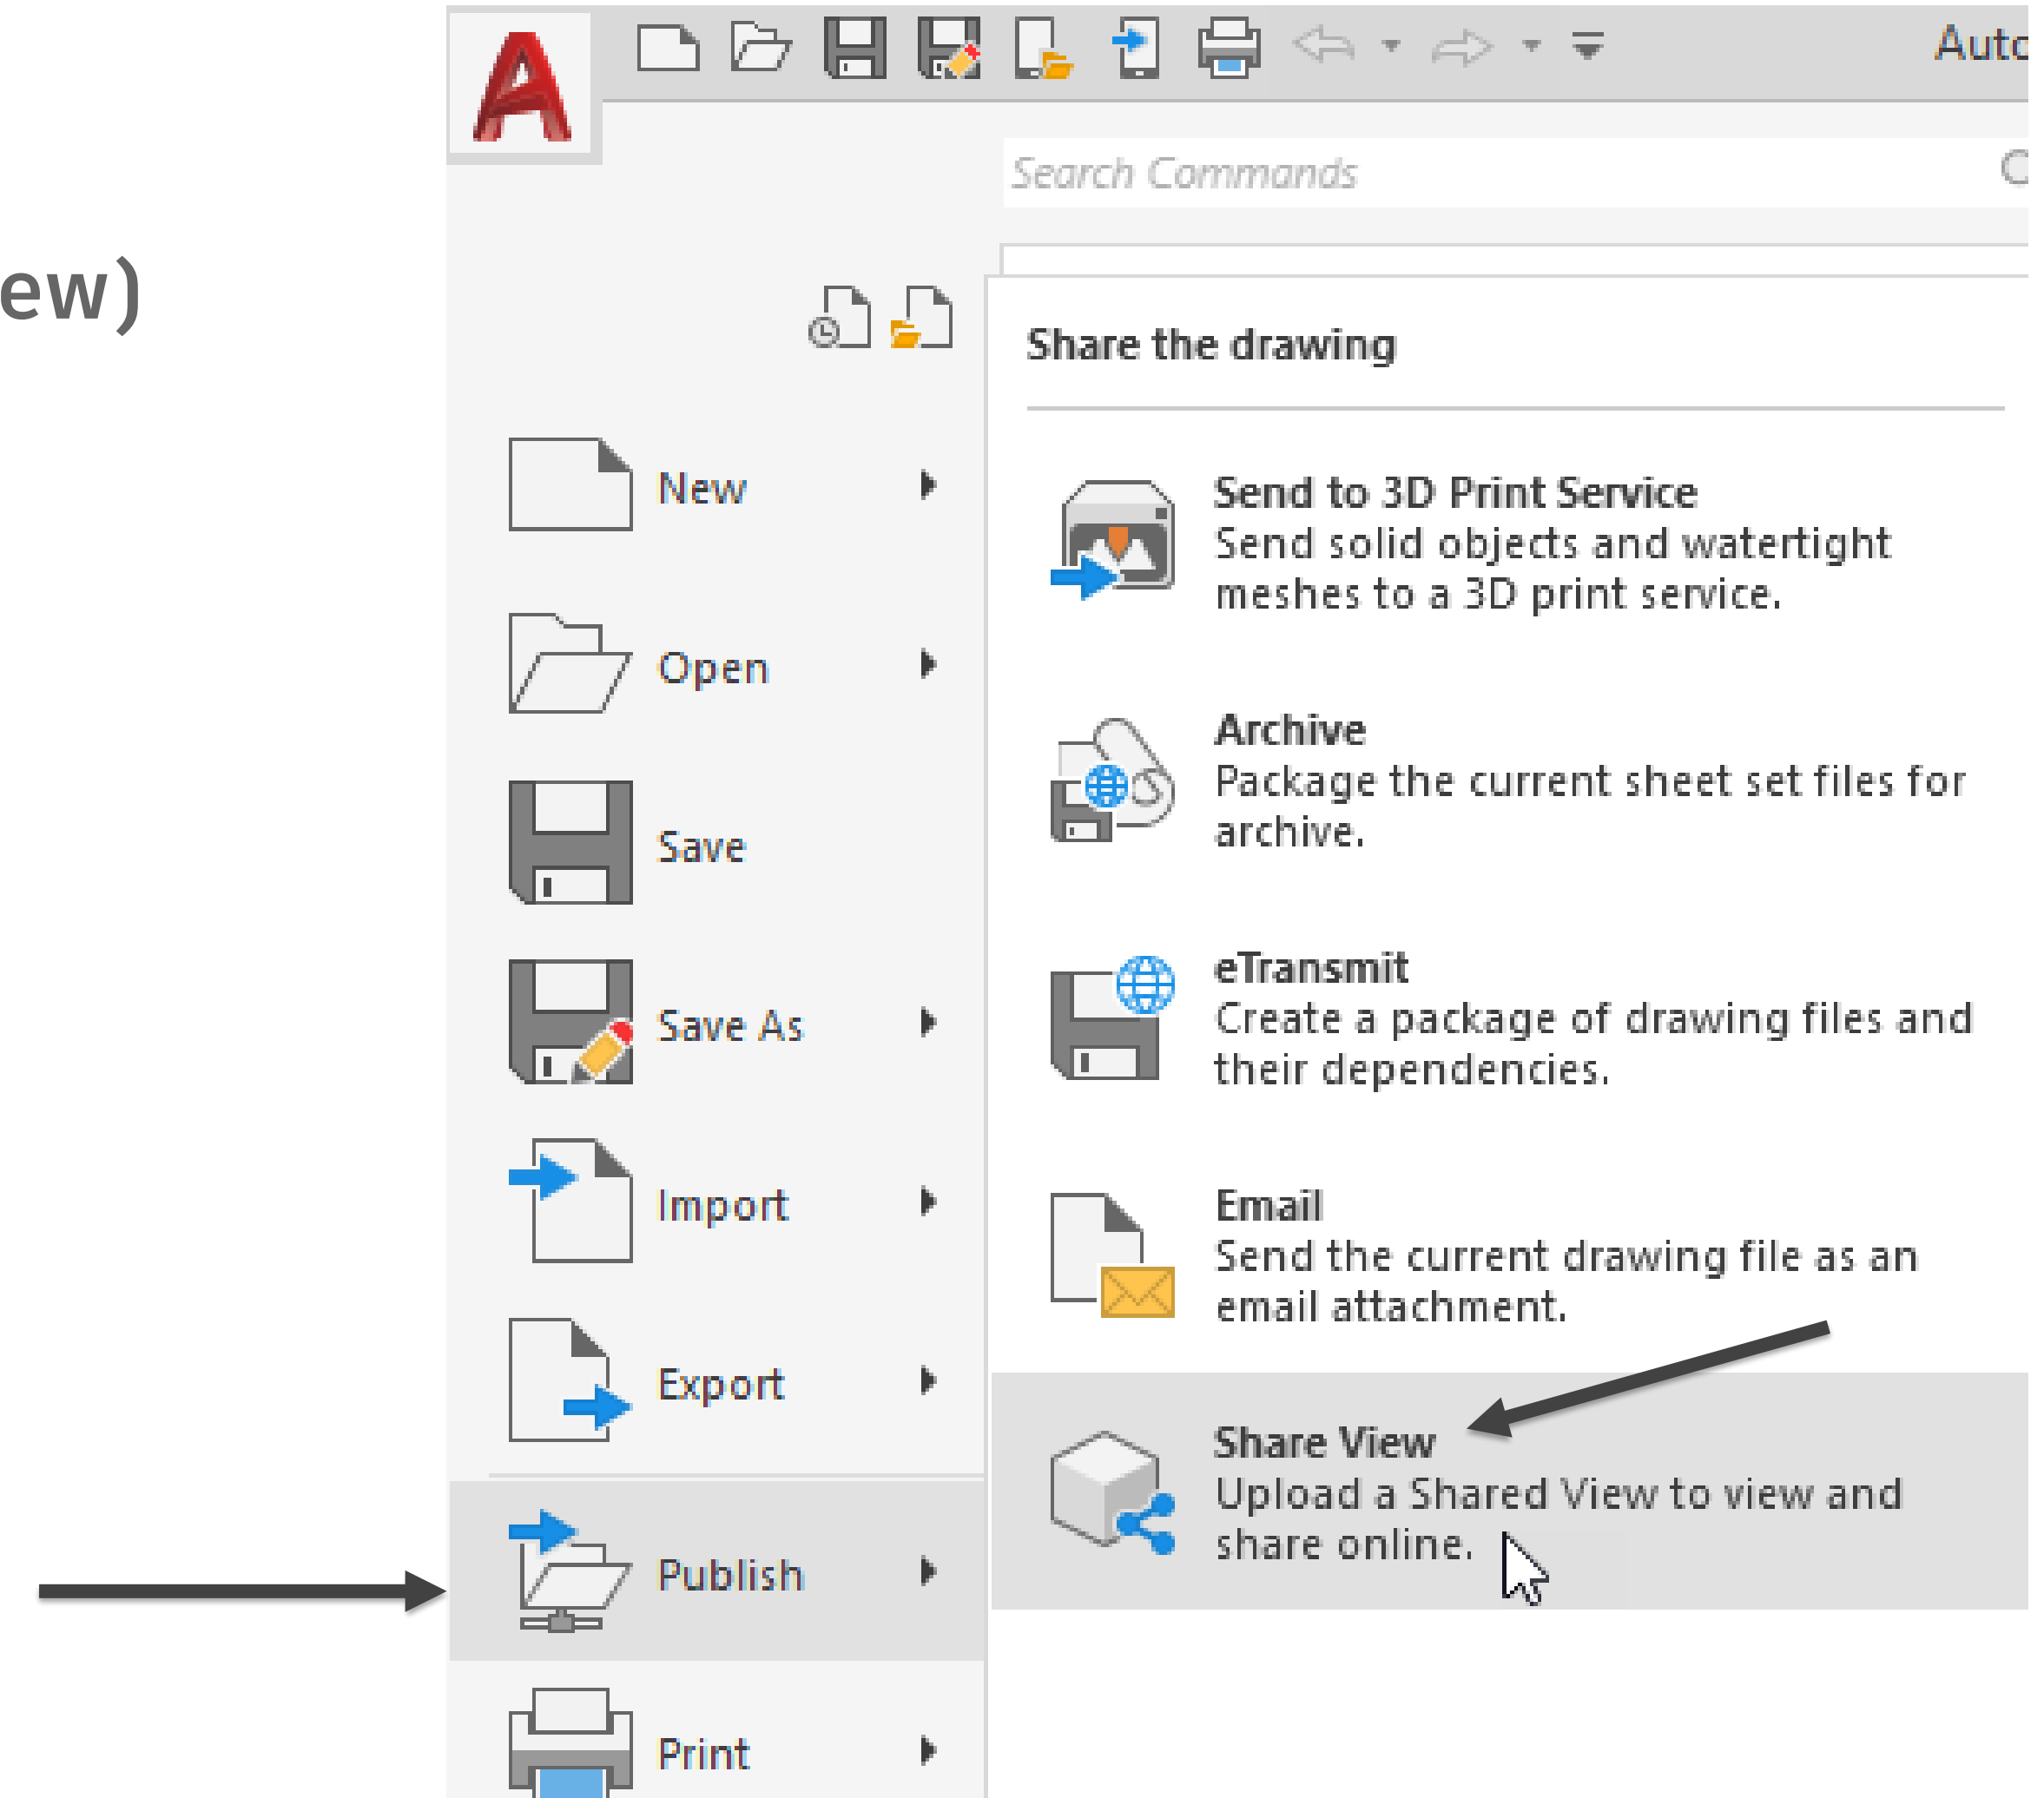 Auto
Search Commands
ew)
Share the drawing
New
Open
Save
Save As
Import
Export
Publish
Print
Send to 3D Print Service
Send solid objects and watertight
meshes to a 3D print service.
Archive
Package the current sheet set files for
archive.
eTransmit
Create a package of drawing files and
their dependencies.
Email
Send the current drawing file as an
email attachment.
Share View
Upload a Shared View to view and
share online.